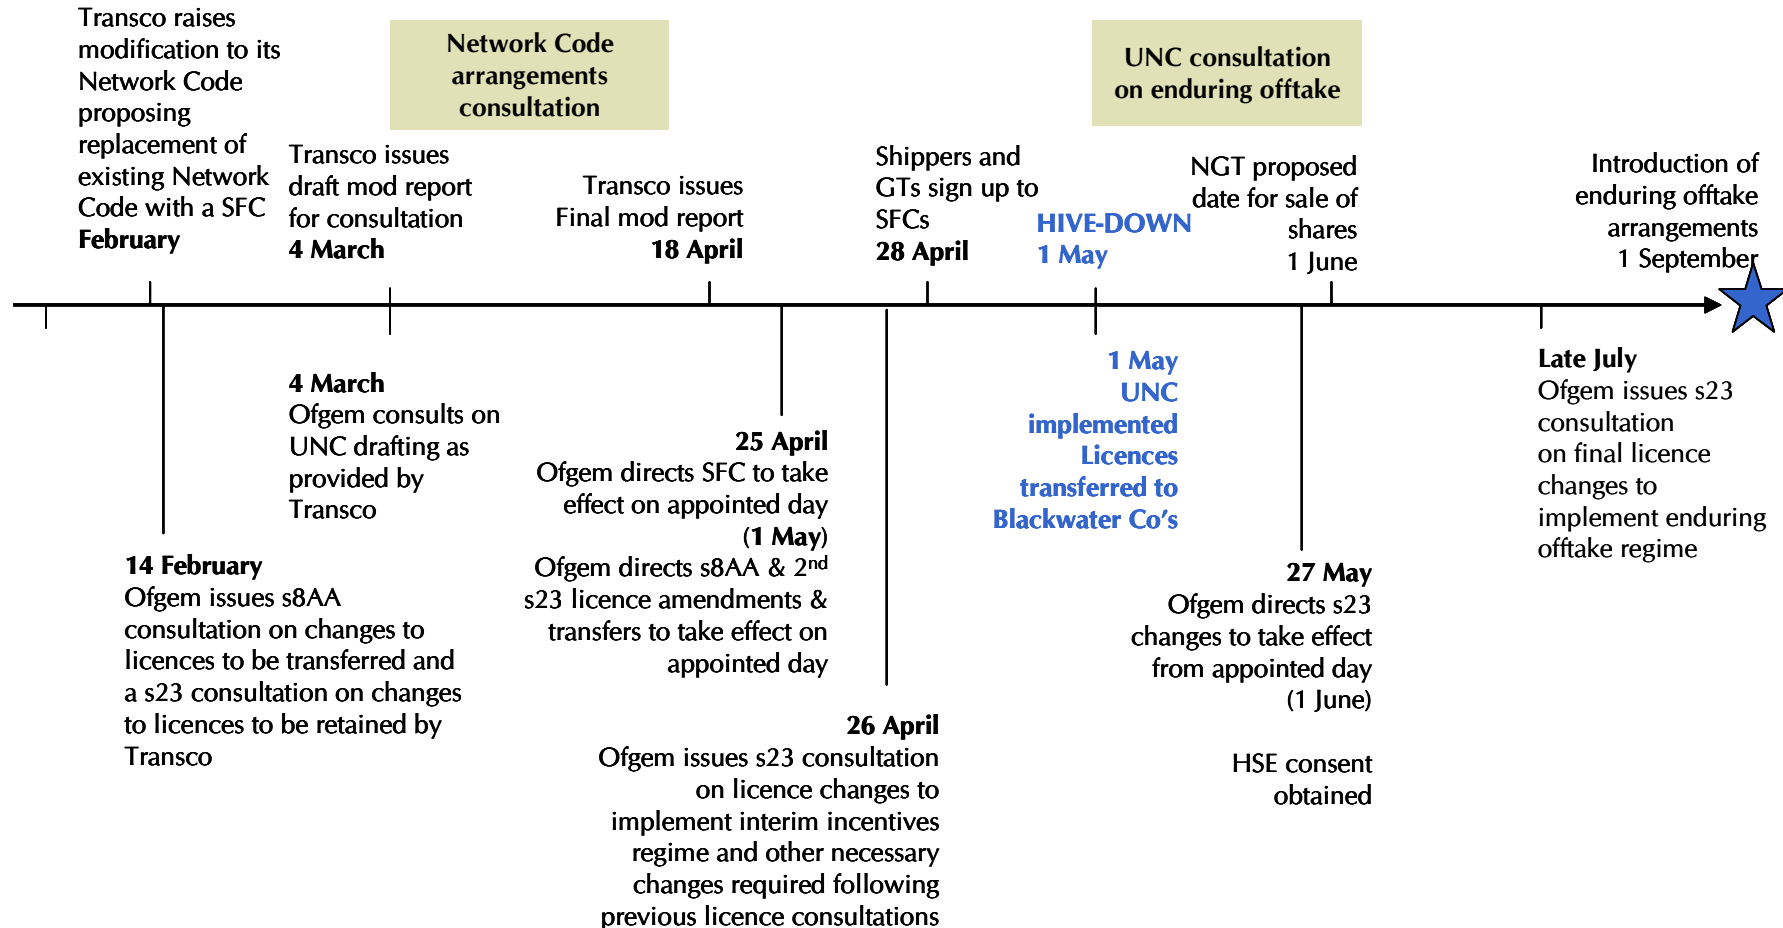 Transco raises
modification to its
Network Code
proposing
replacement of
existing Network
Code with a SFC
February
Network Code
arrangements
consultation
UNC consultation
on enduring offtake
Transco issues
draft mod report
for consultation
4 March
Transco issues
Final mod report
18 April
Shippers and
GTs sign up to
SFCs
28 April
HIVE-DOWN
1 May
NGT proposed
date for sale of
shares
1 June
Introduction of
enduring offtake
arrangements
1 September
14 February
Ofgem issues s8AA
consultation on changes to
licences to be transferred and
a s23 consultation on changes
to licences to be retained by
Transco
4 March
Ofgem consults on
UNC drafting as
provided by
Transco
25 April
Ofgem directs SFC to take
effect on appointed day
(1 May)
Ofgem directs s8AA & 2nd
s23 licence amendments &
transfers to take effect on
appointed day
26 April
Ofgem issues s23 consultation
on licence changes to
implement interim incentives
regime and other necessary
changes required following
previous licence consultations
1 May
UNC
implemented
Licences
transferred to
Blackwater Co's
27 May
Ofgem directs s23
changes to take effect
from appointed day
(1 June)
HSE consent
obtained
Late July
Ofgem issues s23
consultation
on final licence
changes to
implement enduring
offtake regime